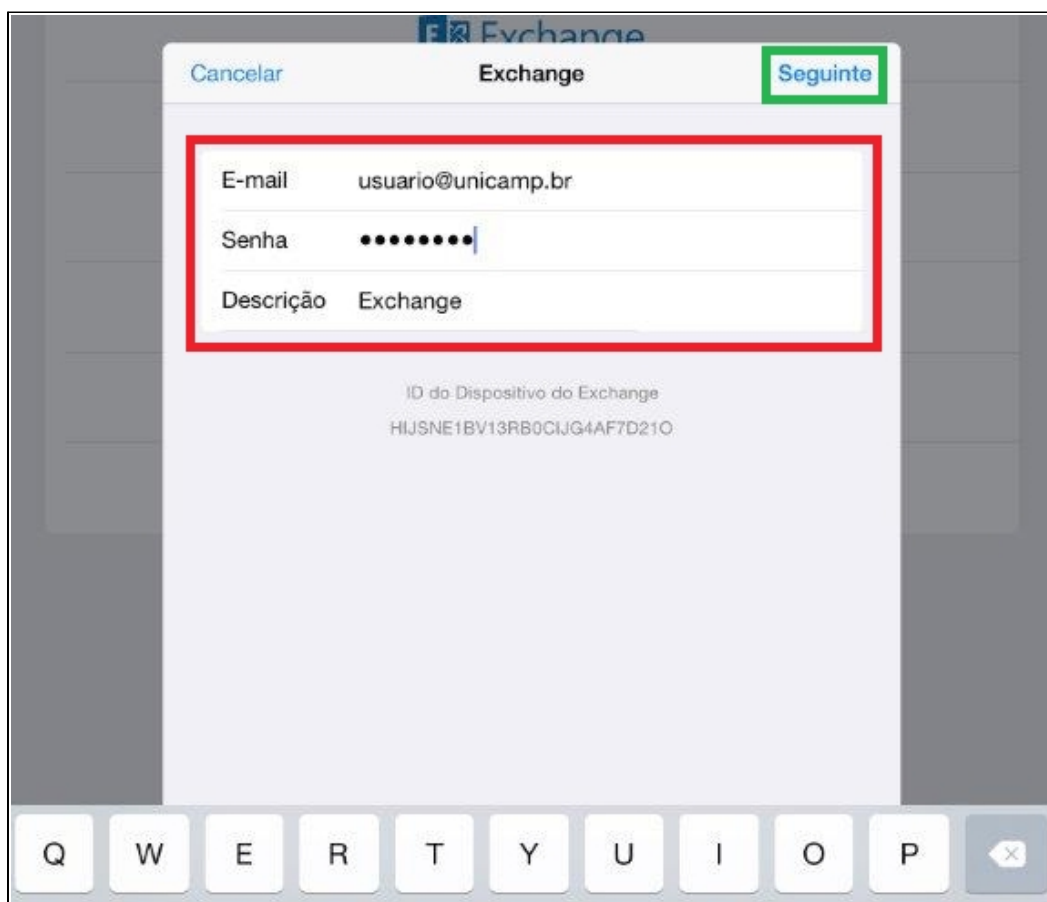 Exchange
Cancelar Exchange Seguinte
E-mail usuario@unicamp.br
Senha ••••••••
Descrição Exchange
ID do Dispositivo do Exchange
HIJSNE1BV13RB0CIJG4AF7D21O
Q W E R T Y U I O P